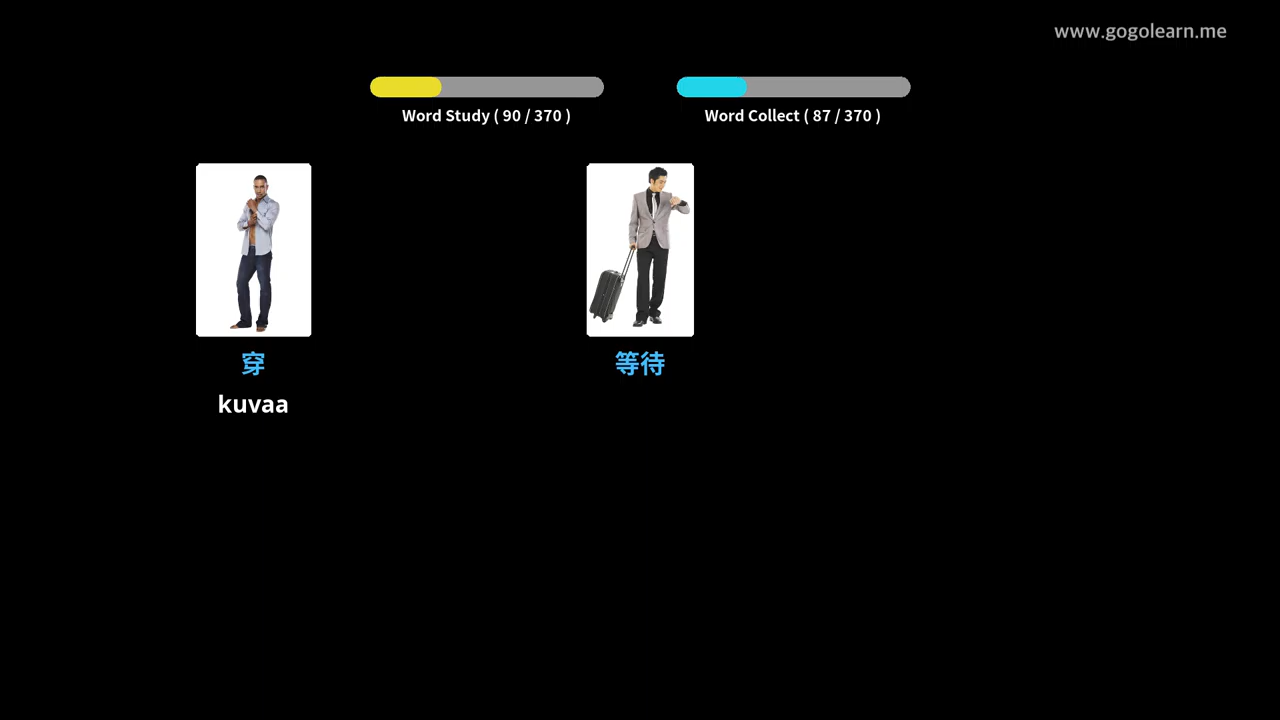 www.gogolearn.me
Word Study ( 90 / 370 )
Word Collect ( 87 / 370 )
穿
等待
kuvaa